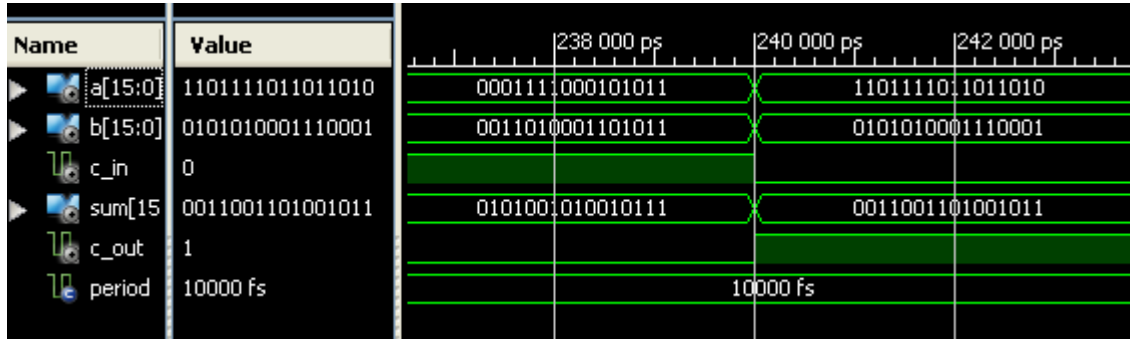 Name Value
238 000 ps 240 000 ps 242 000 ps
a[15:0] 1101111011011010 0001111000101011 1101111011011010
b[15:0] 0101010001110001 0011010001101011 0101010001110001
c_in 0
sum[15 0011001101001011 0101001010010111 0011001101001011
c_out 1
period 10000 fs 10000 fs